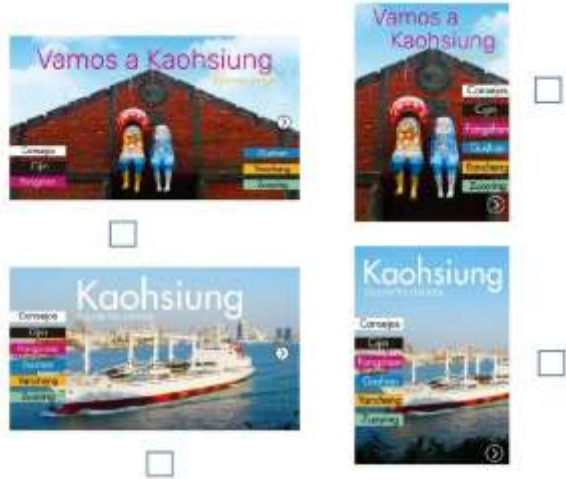 Vamos a Kaohsiung
Consejos
Cijin
Fongshan
Gushan
Yancheng
Zuoying
Vamos a
Kaohsiung
Consejos
Cijin
Fongshan
Gushan
Yancheng
Zuoying
Kaohsiung
Consejos
Cijin
Fongshan
Gushan
Yancheng
Zuoying
Kaohsiung
Consejos
Cijin
Fongshan
Gushan
Yancheng
Zuoying